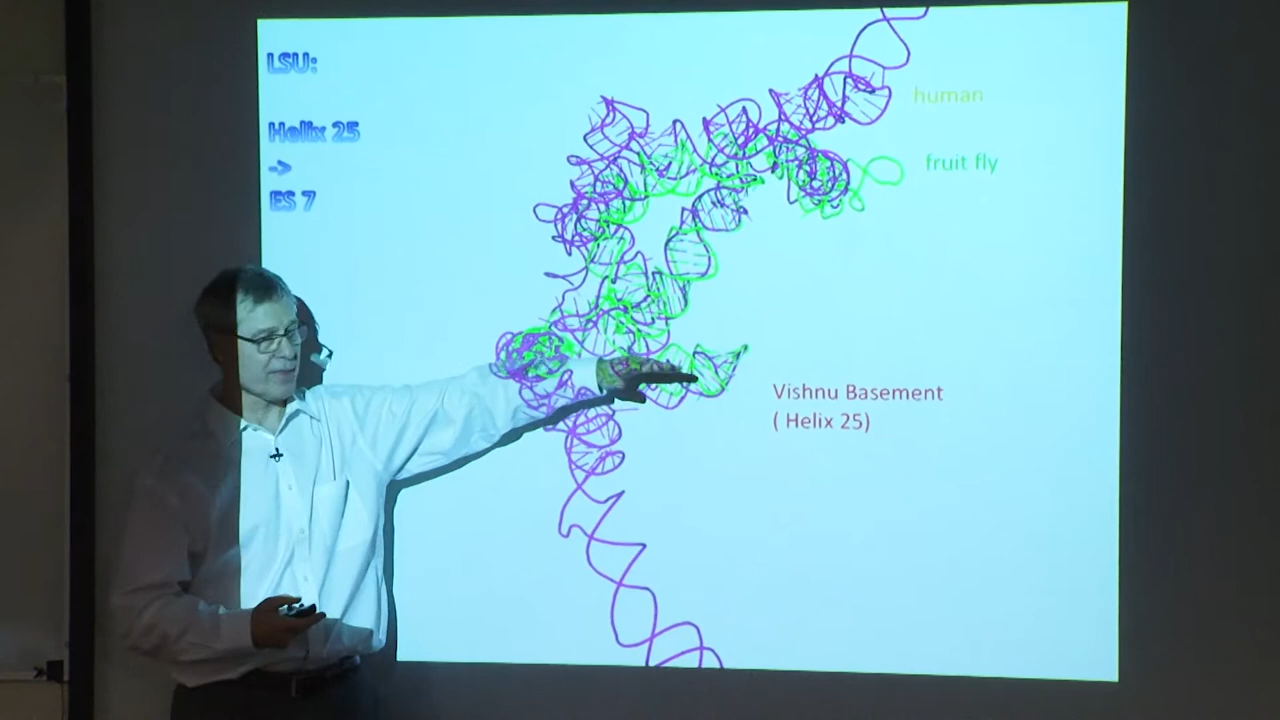 LSU:
Helix 25
->
ES 7
human
fruit fly
Vishnu Basement
( Helix 25)